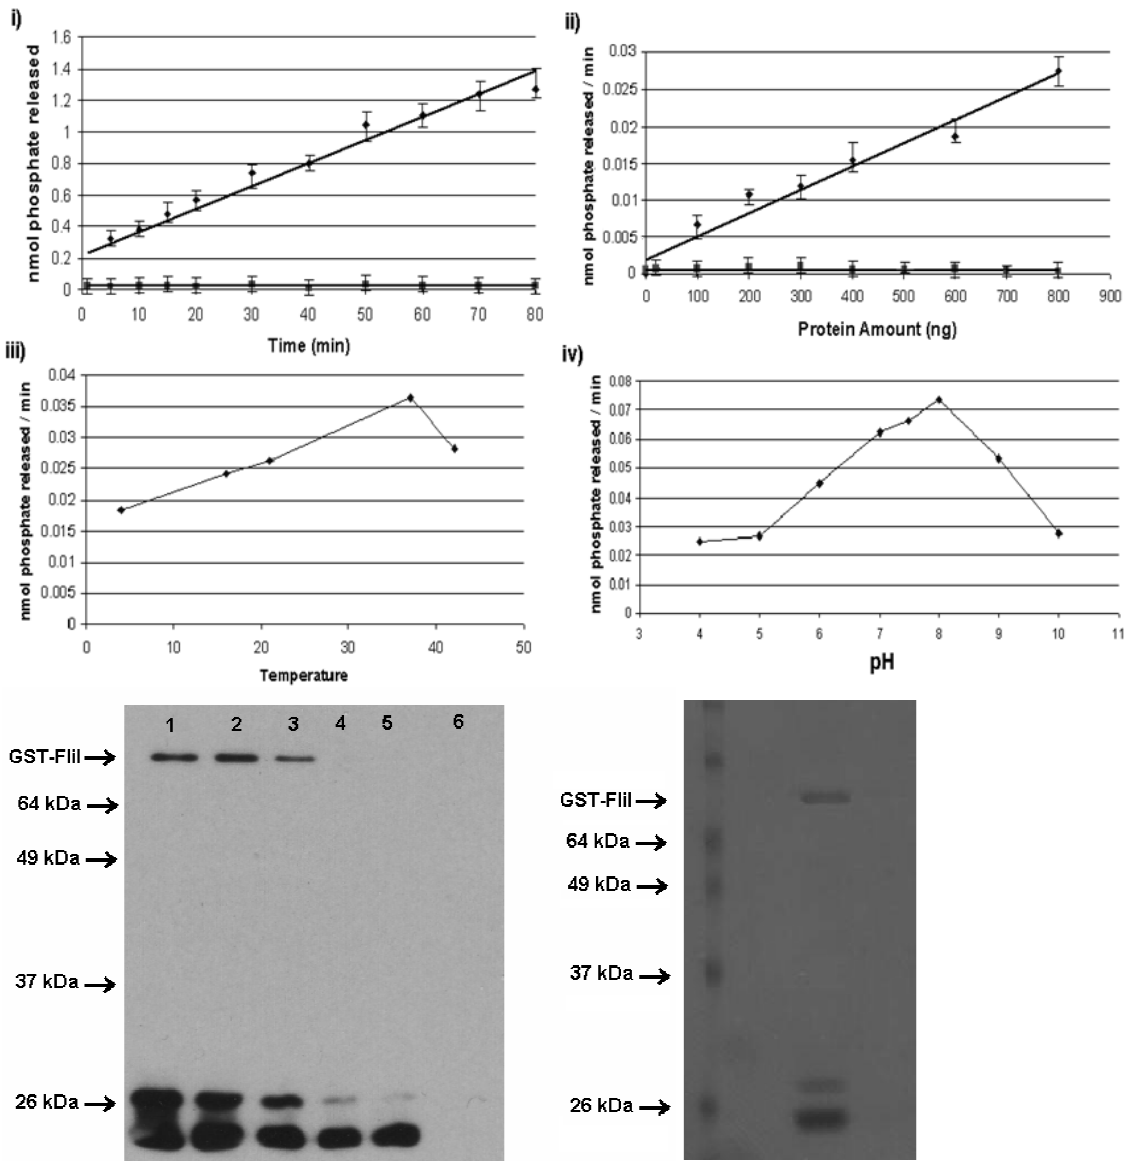 i)
nmol phosphate released
1.6
1.4
1.2
1
0.8
0.6
0.4
0.2
0
0 10 20 30 40 50 60 70 80
Time (min)
ii)
nmol phosphate released / min
0.03
0.025
0.02
0.015
0.01
0.005
0
0 100 200 300 400 500 600 700 800 900
Protein Amount (ng)
iii)
nmol phosphate released / min
0.04
0.035
0.03
0.025
0.02
0.015
0.01
0.005
0
0 10 20 30 40 50
Temperature
iv)
nmol phosphate released / min
0.08
0.07
0.06
0.05
0.04
0.03
0.02
0.01
0
3 4 5 6 7 8 9 10 11
pH
1 2 3 4 5 6
GST-FliI
64 kDa
49 kDa
37 kDa
26 kDa
GST-FliI
64 kDa
49 kDa
37 kDa
26 kDa